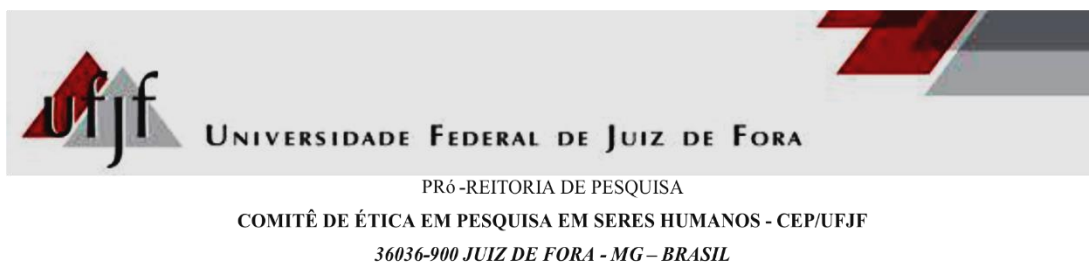 ufjf
UNIVERSIDADE FEDERAL DE JUIZ DE FORA
PRó -REITORIA DE PESQUISA
COMITÊ DE ÉTICA EM PESQUISA EM SERES HUMANOS - CEP/UFJF
36036-900 JUIZ DE FORA - MG – BRASIL